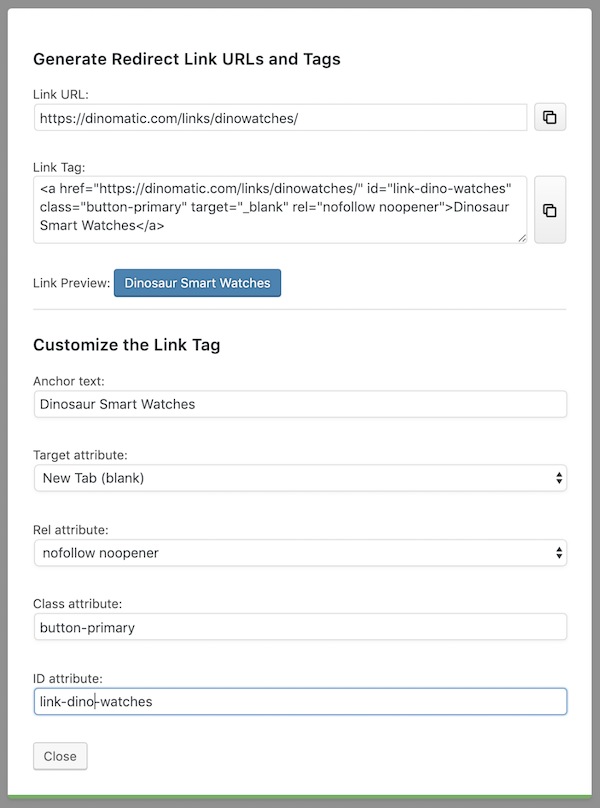 Generate Redirect Link URLs and Tags
Link URL:
https://dinomatic.com/links/dinowatches/
Link Tag:
<a href="https://dinomatic.com/links/dinowatches/" id="link-dino-watches"
class="button-primary" target="_blank" rel="nofollow noopener">Dinosaur
Smart Watches</a>
Link Preview: Dinosaur Smart Watches
Customize the Link Tag
Anchor text:
Dinosaur Smart Watches
Target attribute:
New Tab (blank)
Rel attribute:
nofollow noopener
Class attribute:
button-primary
ID attribute:
link-dino-watches
Close